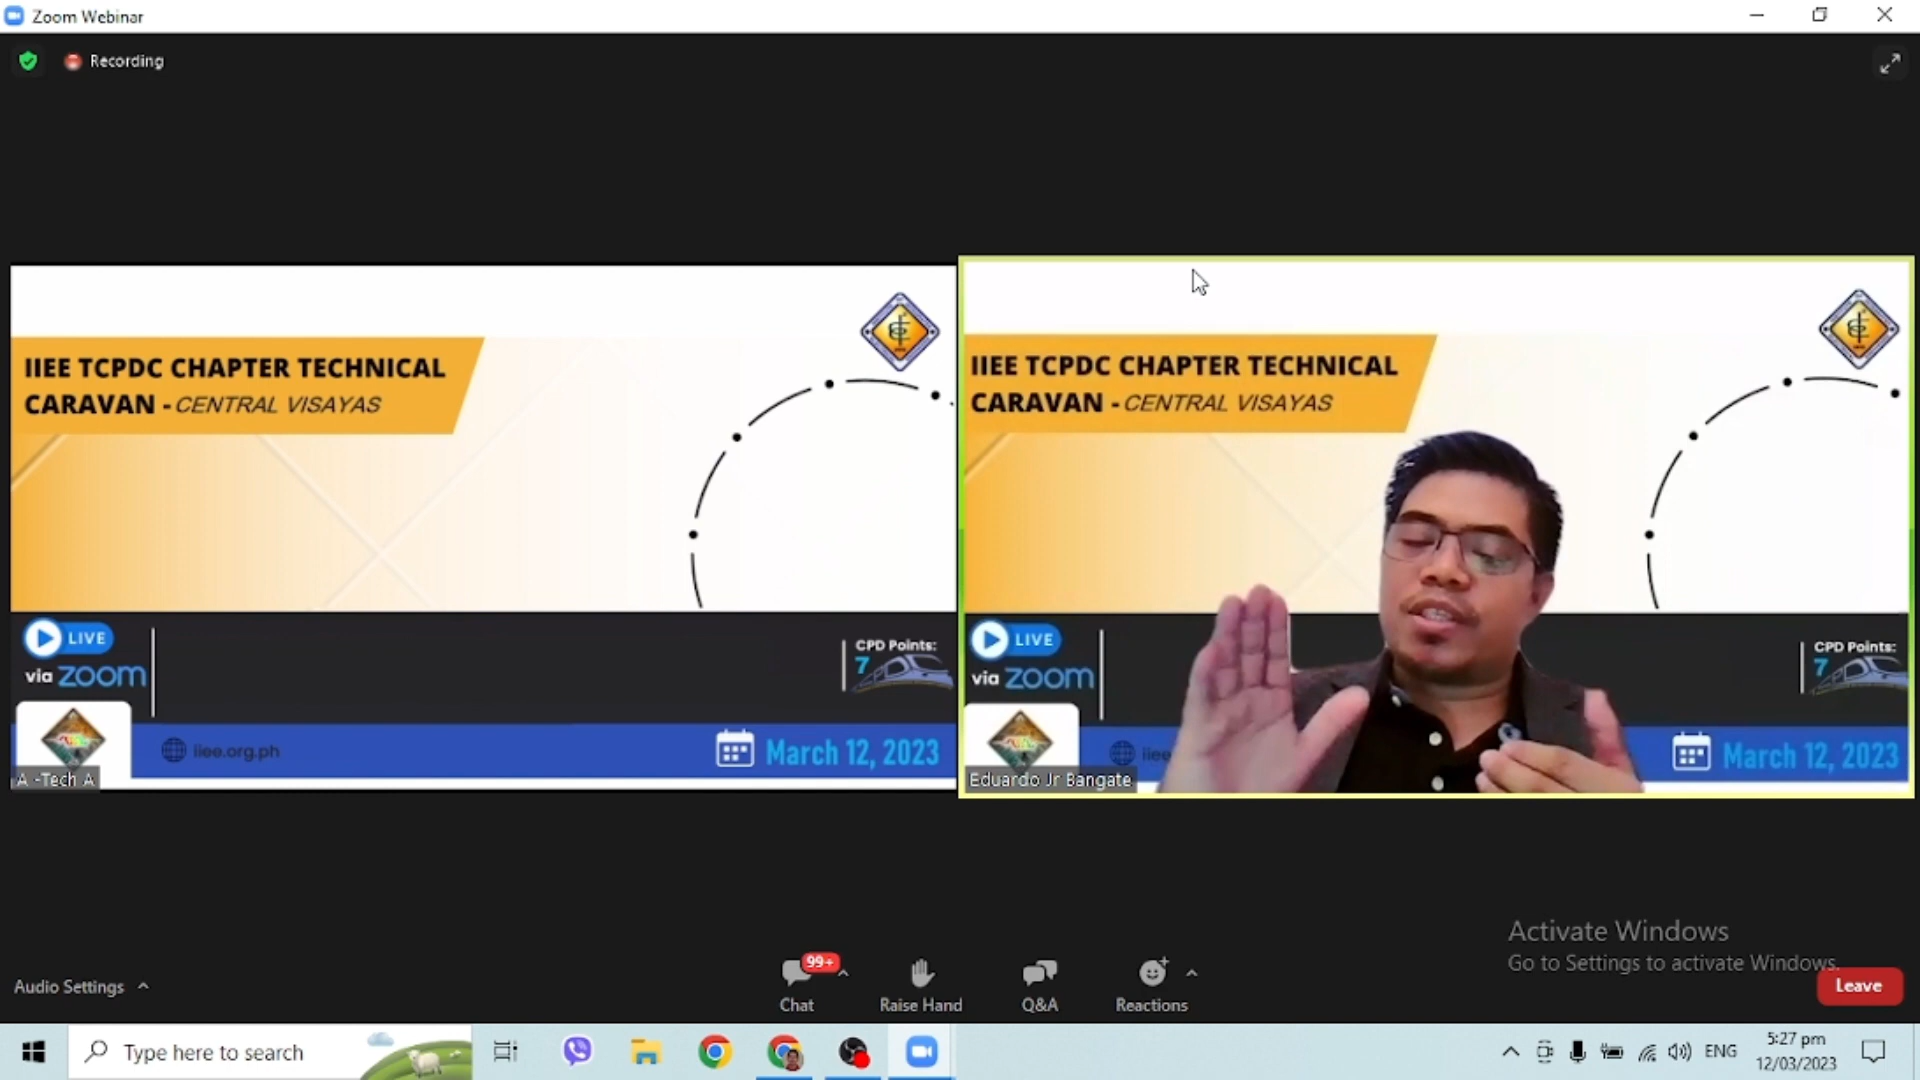 Zoom Webinar
Recording
IIEE TCPDC CHAPTER TECHNICAL
CARAVAN - CENTRAL VISAYAS
LIVE
via zoom
CPD Points:
7
iiee.org.ph
March 12, 2023
A -Tech A
IIEE TCPDC CHAPTER TECHNICAL
CARAVAN - CENTRAL VISAYAS
LIVE
via zoom
CPD Points:
7
iiee
March 12, 2023
Eduardo Jr Bangate
Activate Windows
Go to Settings to activate Windows.
Audio Settings
99+
Chat
Raise Hand
Q&A
Reactions
Leave
Type here to search
ENG
5:27 pm
12/03/2023